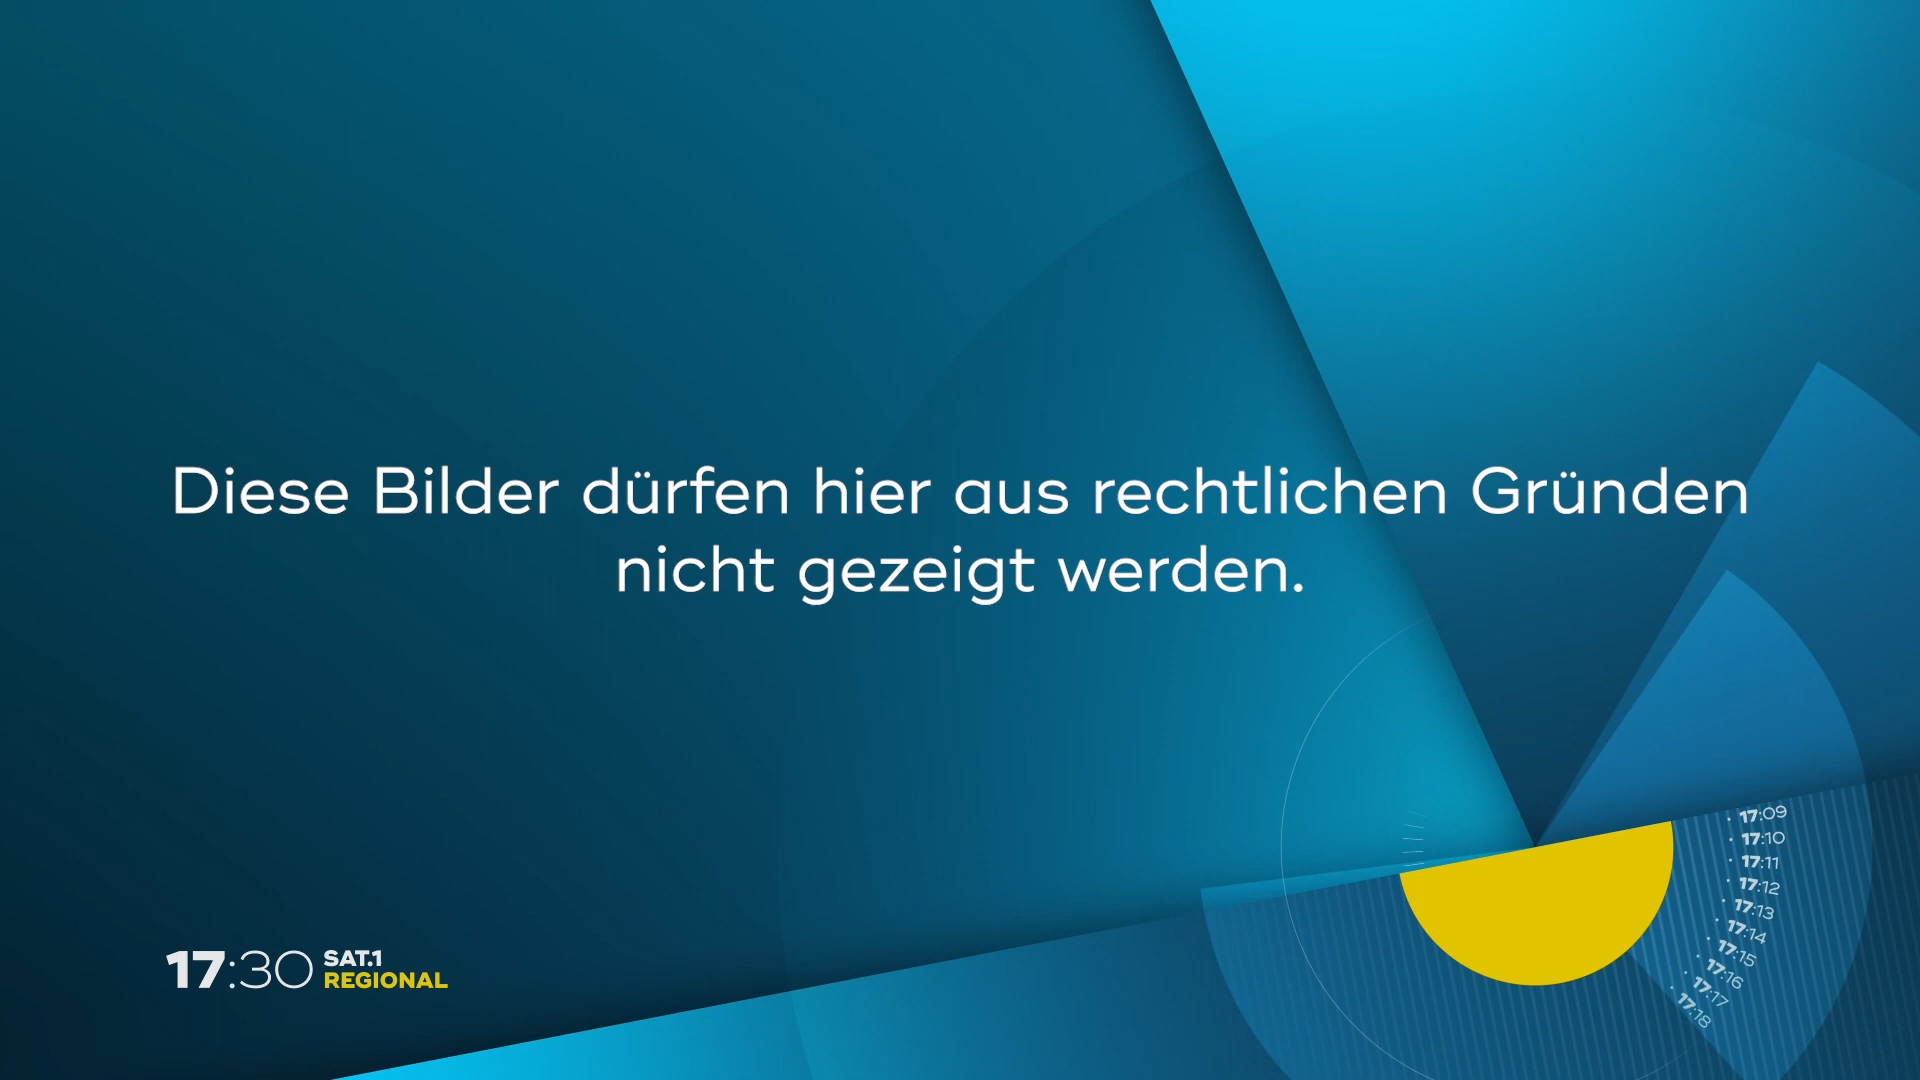 Diese Bilder dürfen hier aus rechtlichen Gründen
nicht gezeigt werden.
17:30 SAT.1
REGIONAL
17:09
17:10
17:11
17:12
17:13
17:14
17:15
17:16
17:17
17:18